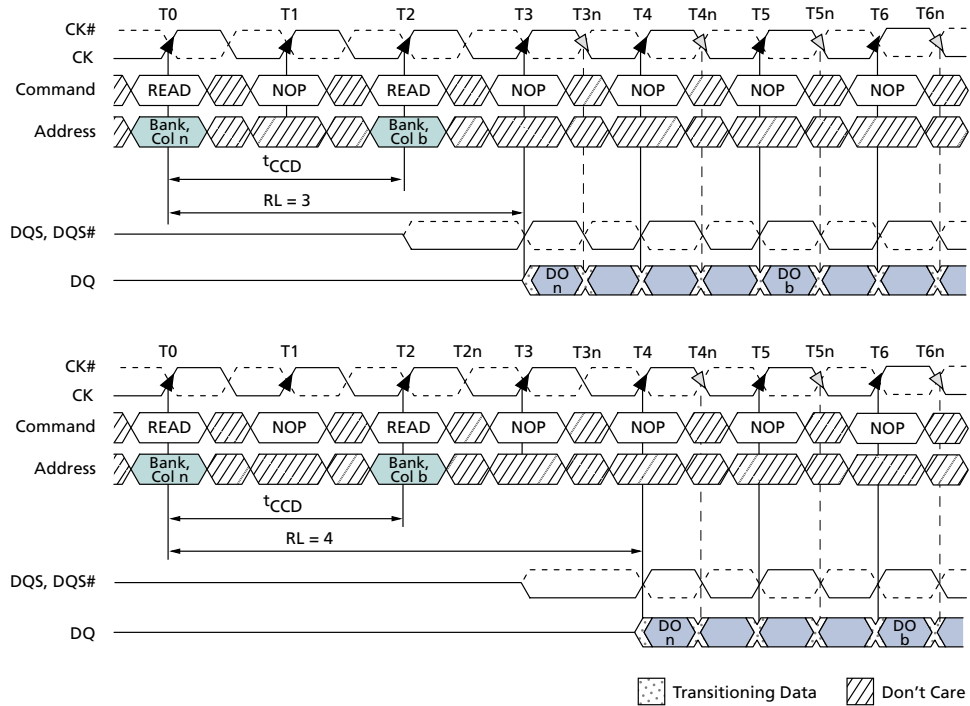 T0 T1 T2 T3 T3n T4 T4n T5 T5n T6 T6n
CK#
CK
Command READ NOP READ NOP NOP NOP NOP
Address Bank, Col n Bank, Col b
tCCD
RL = 3
DQS, DQS#
DQ DO n DO b
T0 T1 T2 T2n T3 T3n T4 T4n T5 T5n T6 T6n
CK#
CK
Command READ NOP READ NOP NOP NOP NOP
Address Bank, Col n Bank, Col b
tCCD
RL = 4
DQS, DQS#
DQ DO n DO b
Transitioning Data Don't Care